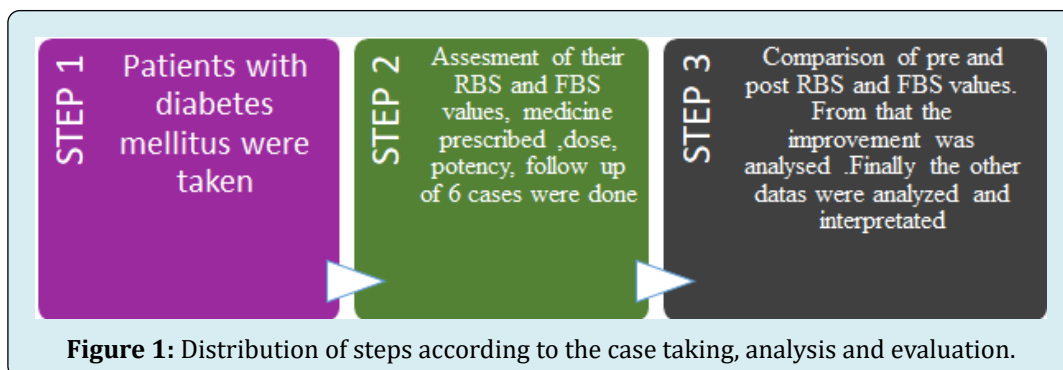 STEP 1
Patients with
diabetes
mellitus were
taken
STEP 2
Assesment of their
RBS and FBS
values, medicine
prescribed ,dose,
potency, follow up
of 6 cases were done
STEP 3
Comparison of pre and
post RBS and FBS values.
From that the
improvement was
analysed .Finally the other
datas were analyzed and
interpretated
Figure 1: Distribution of steps according to the case taking, analysis and evaluation.